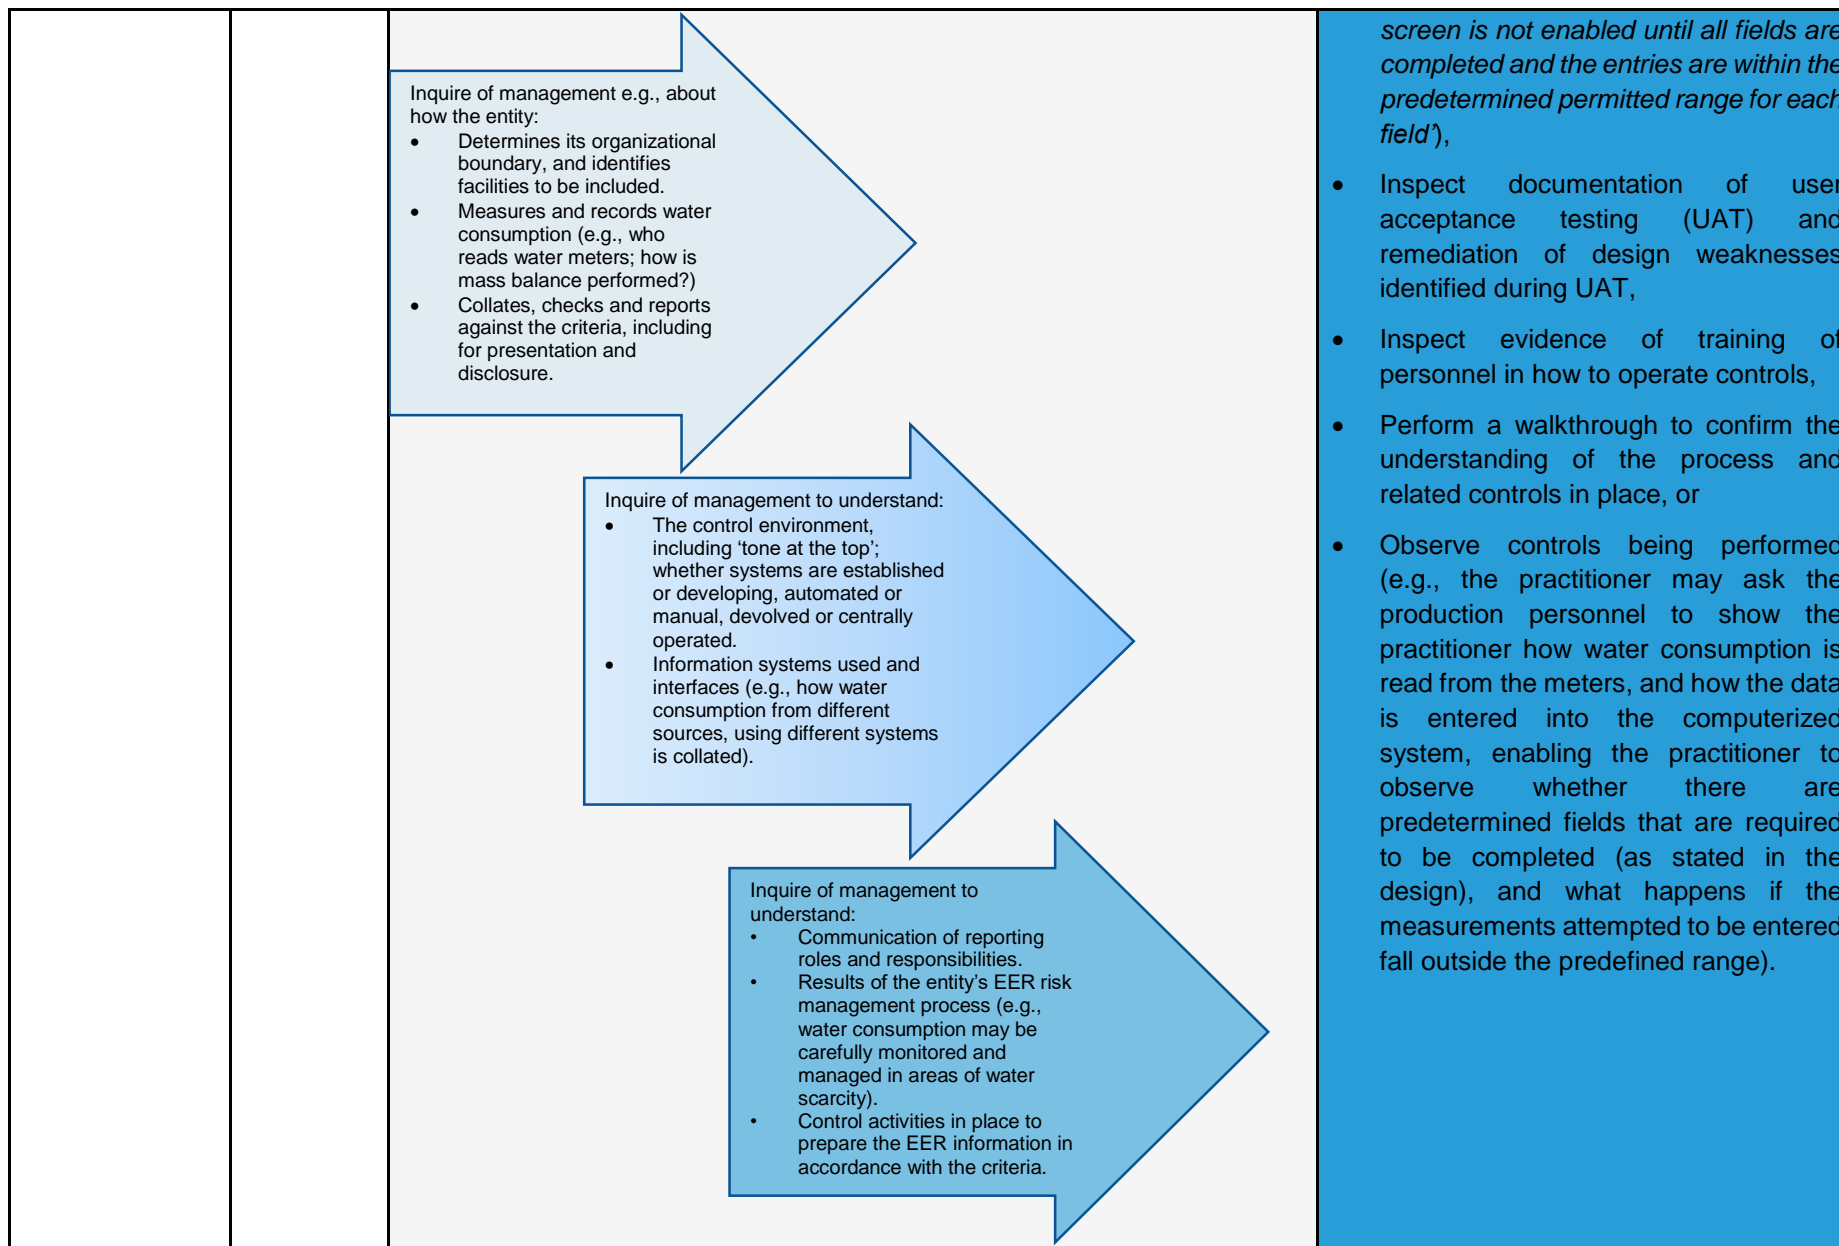 Inquire of management e.g., about
how the entity:
• Determines its organizational
boundary, and identifies
facilities to be included.
• Measures and records water
consumption (e.g., who
reads water meters; how is
mass balance performed?)
• Collates, checks and reports
against the criteria, including
for presentation and
disclosure.
Inquire of management to understand:
• The control environment,
including ‘tone at the top’;
whether systems are established
or developing, automated or
manual, devolved or centrally
operated.
• Information systems used and
interfaces (e.g., how water
consumption from different
sources, using different systems
is collated).
Inquire of management to
understand:
• Communication of reporting
roles and responsibilities.
• Results of the entity’s EER risk
management process (e.g.,
water consumption may be
carefully monitored and
managed in areas of water
scarcity).
• Control activities in place to
prepare the EER information in
accordance with the criteria.
screen is not enabled until all fields are
completed and the entries are within the
predetermined permitted range for each
field’),
• Inspect documentation of user
acceptance testing (UAT) and
remediation of design weaknesses
identified during UAT,
• Inspect evidence of training of
personnel in how to operate controls,
• Perform a walkthrough to confirm the
understanding of the process and
related controls in place, or
• Observe controls being performed
(e.g., the practitioner may ask the
production personnel to show the
practitioner how water consumption is
read from the meters, and how the data
is entered into the computerized
system, enabling the practitioner to
observe whether there are
predetermined fields that are required
to be completed (as stated in the
design), and what happens if the
measurements attempted to be entered
fall outside the predefined range).